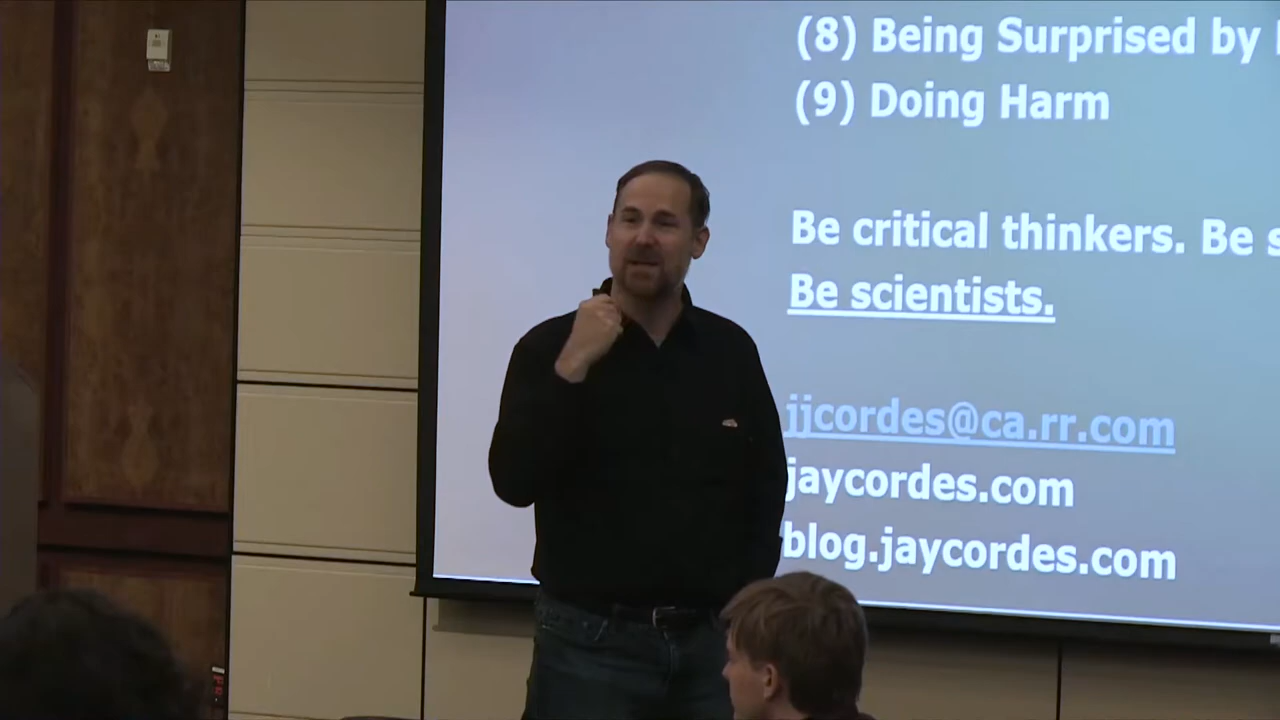 (8) Being Surprised by
(9) Doing Harm
Be critical thinkers. Be
Be scientists.
jjcordes@ca.rr.com
jaycordes.com
blog.jaycordes.com